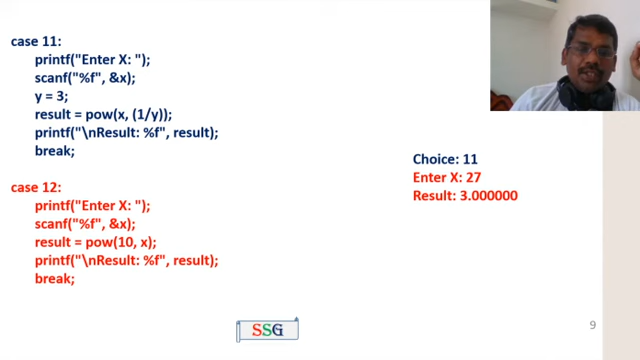 case 11:
printf("Enter X: ");
scanf("%f", &x);
y = 3;
result = pow(x, (1/y));
printf("\nResult: %f", result);
break;
case 12:
printf("Enter X: ");
scanf("%f", &x);
result = pow(10, x);
printf("\nResult: %f", result);
break;
Choice: 11
Enter X: 27
Result: 3.000000
SSG
9